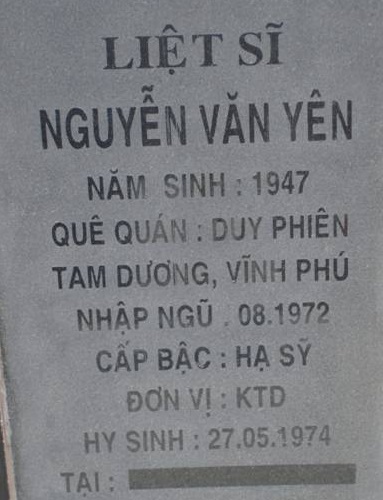 LIỆT SĨ
NGUYỄN VĂN YÊN
NĂM SINH : 1947
QUÊ QUÁN : DUY PHIÊN
TAM DƯƠNG, VĨNH PHÚ
NHẬP NGŨ . 08.1972
CẤP BẬC : HẠ SỸ
ĐƠN VỊ : KTD
HY SINH : 27.05.1974
TẠI :